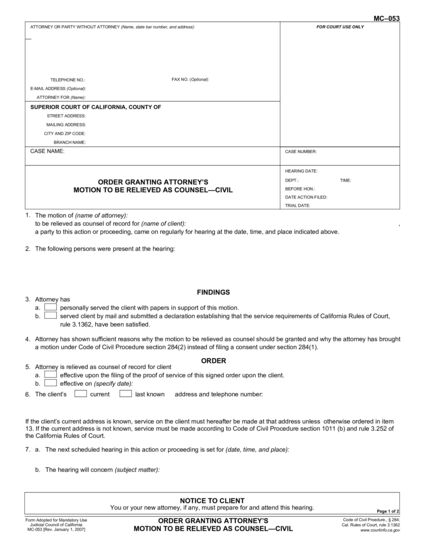 MC–053
ATTORNEY OR PARTY WITHOUT ATTORNEY (Name, state bar number, and address):
FOR COURT USE ONLY
TELEPHONE NO.: FAX NO. (Optional):
E-MAIL ADDRESS (Optional):
ATTORNEY FOR (Name):
SUPERIOR COURT OF CALIFORNIA, COUNTY OF
STREET ADDRESS:
MAILING ADDRESS:
CITY AND ZIP CODE:
BRANCH NAME:
CASE NAME:
CASE NUMBER:
ORDER GRANTING ATTORNEY'S
MOTION TO BE RELIEVED AS COUNSEL—CIVIL
HEARING DATE:
DEPT.: TIME:
BEFORE HON.:
DATE ACTION FILED:
TRIAL DATE:
1. The motion of (name of attorney):
to be relieved as counsel of record for (name of client): ,
a party to this action or proceeding, came on regularly for hearing at the date, time, and place indicated above.
2. The following persons were present at the hearing:
FINDINGS
3. Attorney has
a. personally served the client with papers in support of this motion.
b. served client by mail and submitted a declaration establishing that the service requirements of California Rules of Court,
rule 3.1362, have been satisfied.
4. Attorney has shown sufficient reasons why the motion to be relieved as counsel should be granted and why the attorney has brought
a motion under Code of Civil Procedure section 284(2) instead of filing a consent under section 284(1).
ORDER
5. Attorney is relieved as counsel of record for client
a. effective upon the filing of the proof of service of this signed order upon the client.
b. effective on (specify date):
6. The client's current last known address and telephone number:
If the client's current address is known, service on the client must hereafter be made at that address unless otherwise ordered in item
13. If the current address is not known, service must be made according to Code of Civil Procedure section 1011 (b) and rule 3.252 of
the California Rules of Court.
7. a. The next scheduled hearing in this action or proceeding is set for (date, time, and place):
b. The hearing will concern (subject matter):
NOTICE TO CLIENT
You or your new attorney, if any, must prepare for and attend this hearing.
Page 1 of 2
Form Adopted for Mandatory Use
Judicial Council of California
MC-053 [Rev. January 1, 2007]
ORDER GRANTING ATTORNEY'S
MOTION TO BE RELIEVED AS COUNSEL—CIVIL
Code of Civil Procedure, § 284;
Cal. Rules of Court, rule 3.1362
www.courtinfo.ca.gov